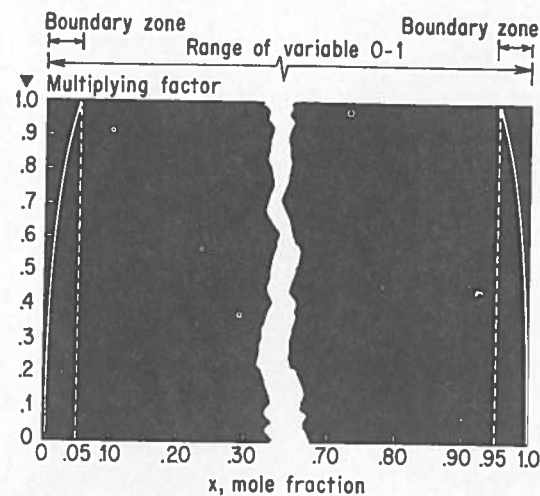 Boundary zone
Boundary zone
Range of variable 0-1
▼ Multiplying factor
1.0
.9
.8
.7
.6
.5
.4
.3
.2
.1
0
0 .05 .10 .30 .70 .80 .90 .95 1.0
x, mole fraction